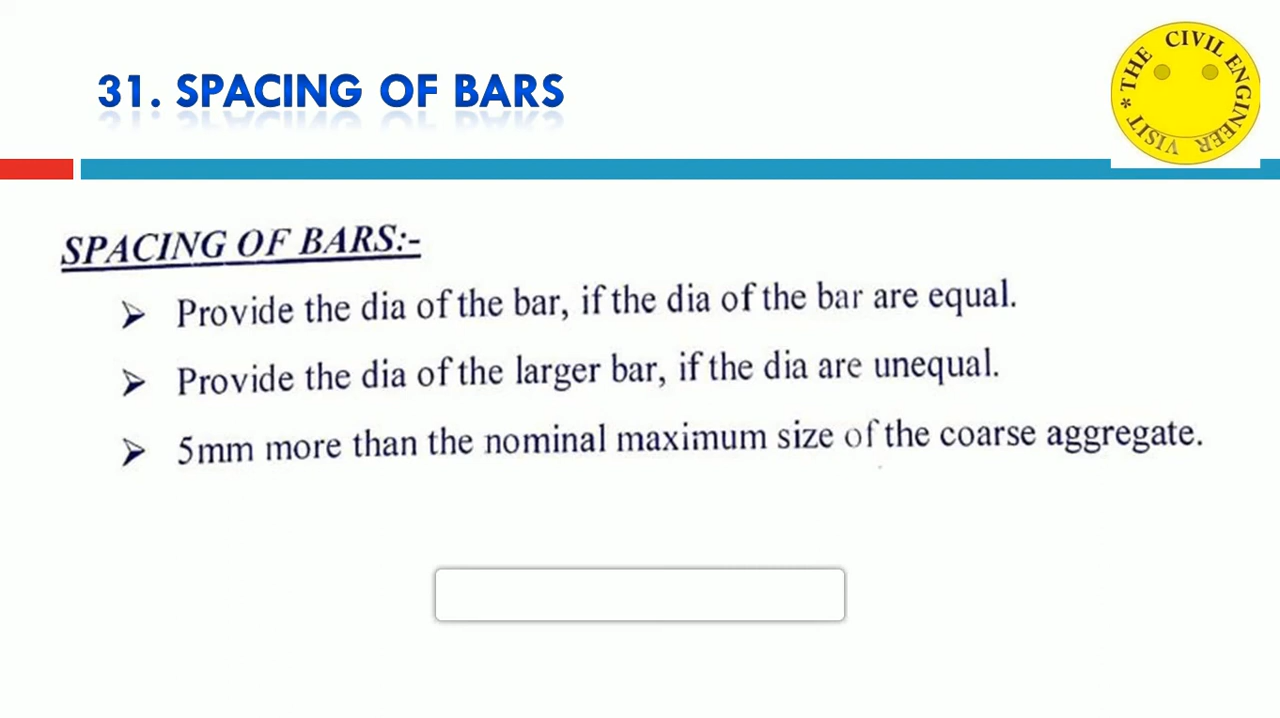 31. SPACING OF BARS
VISIT * THE CIVIL ENGINEER
SPACING OF BARS:-
➢ Provide the dia of the bar, if the dia of the bar are equal.
➢ Provide the dia of the larger bar, if the dia are unequal.
➢ 5mm more than the nominal maximum size of the coarse aggregate.